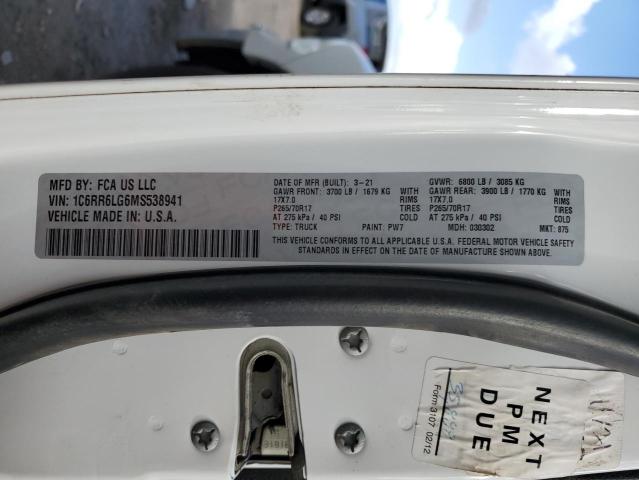 MFD BY: FCA US LLC
VIN: 1C6RR6LG6MS538941
VEHICLE MADE IN U.S.A.
DATE OF MFR (BUILT): 3-21
GAWR FRONT: 3700 LB / 1679 KG
17X7.0 RIMS
P265/70R17 TIRES
AT 275 kPa / 40 PSI
TYPE: TRUCK PAINT: PW7
GVWR: 6800 LB / 3085 KG
GAWR REAR: 3900 LB / 1770 KG
17X7.0 RIMS
P265/70R17 TIRES
AT 275 kPa / 40 PSI
MDH: 030302 MKT: 875
THIS VEHICLE CONFORMS TO ALL APPLICABLE U.S.A. FEDERAL MOTOR VEHICLE SAFETY
STANDARDS IN EFFECT ON THE DATE OF MANUFACTURE SHOWN ABOVE.
NEXT
PM
DUE
Form 3107 02/12